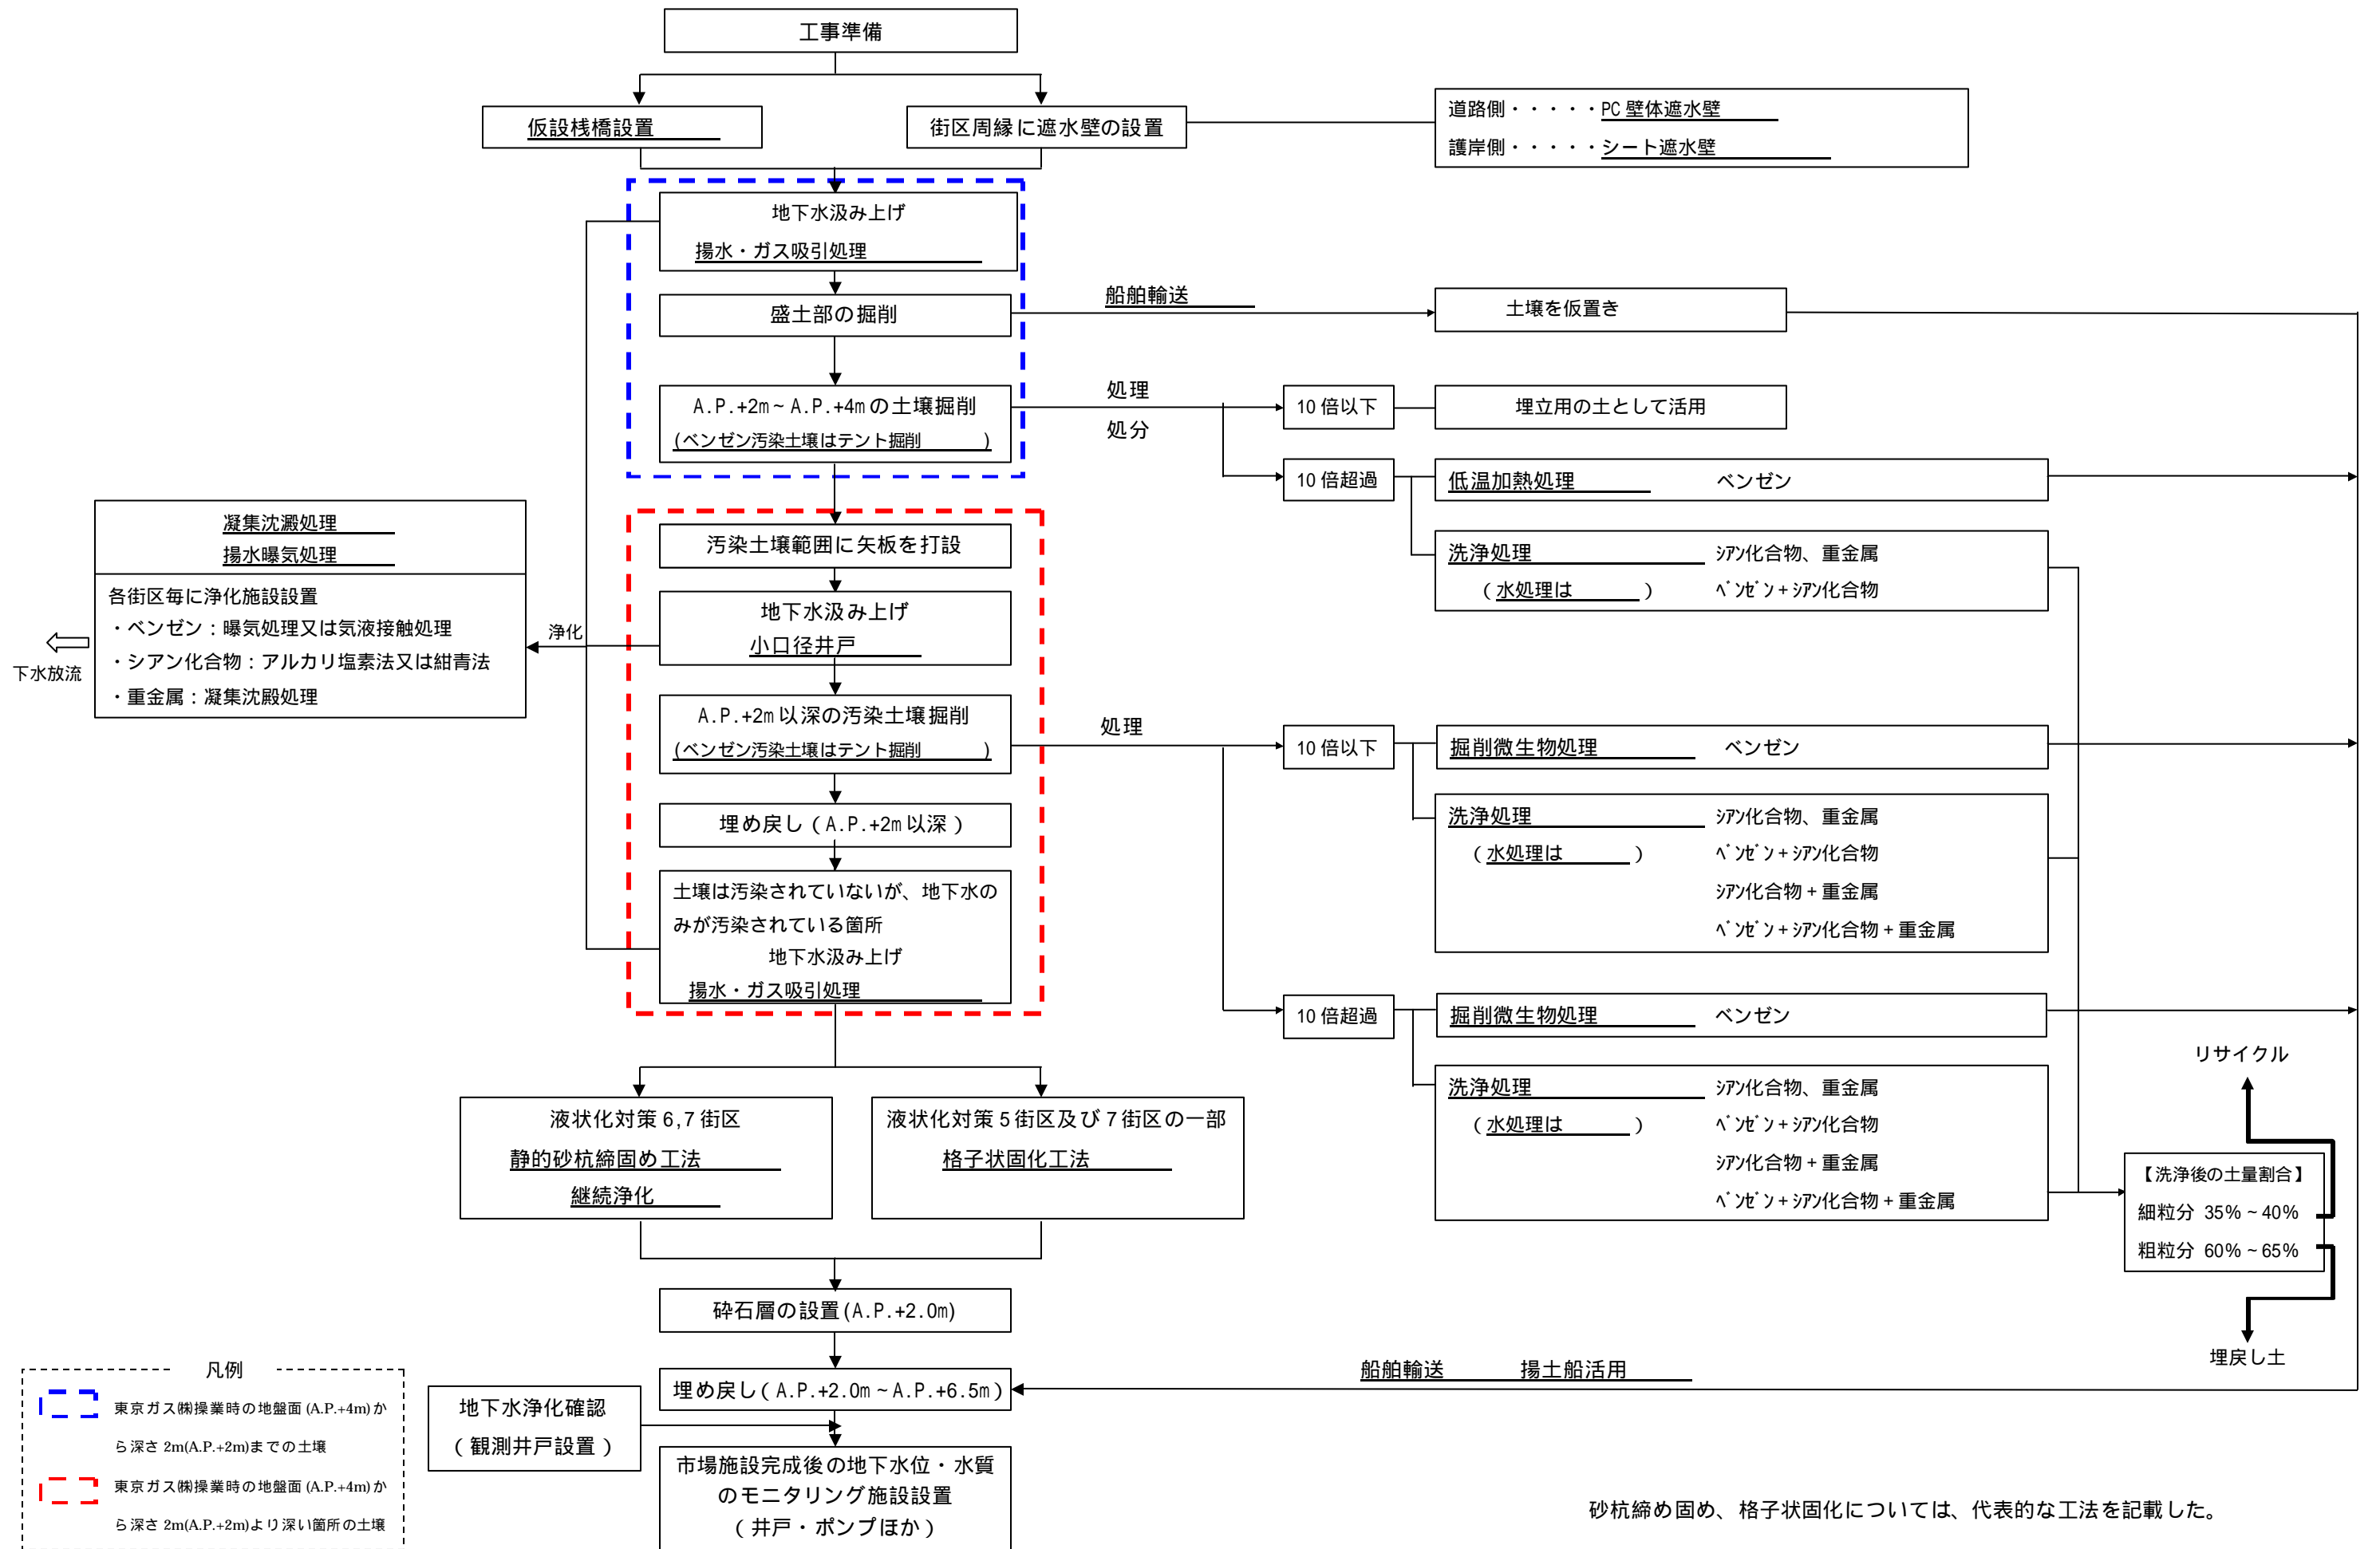 工事準備
仮設桟橋設置
街区周縁に遮水壁の設置
道路側・・・・・PC壁体遮水壁
護岸側・・・・・シート遮水壁
地下水汲み上げ
揚水・ガス吸引処理
盛土部の掘削
船舶輸送
土壌を仮置き
A.P.+2m~A.P.+4mの土壌掘削
(ベンゼン汚染土壌はテント掘削)
処理
処分
10倍以下
埋立用の土として活用
10倍超過
低温加熱処理 ベンゼン
洗浄処理 シアン化合物、重金属
(水処理は) ベンゼン+シアン化合物
凝集沈澱処理
揚水曝気処理
各街区毎に浄化施設設置
・ベンゼン:曝気処理又は気液接触処理
・シアン化合物:アルカリ塩素法又は紺青法
・重金属:凝集沈殿処理
下水放流
浄化
汚染土壌範囲に矢板を打設
地下水汲み上げ
小口径井戸
A.P.+2m以深の汚染土壌掘削
(ベンゼン汚染土壌はテント掘削)
処理
10倍以下
掘削微生物処理 ベンゼン
洗浄処理 シアン化合物、重金属
(水処理は) ベンゼン+シアン化合物
シアン化合物+重金属
ベンゼン+シアン化合物+重金属
埋め戻し(A.P.+2m以深)
土壌は汚染されていないが、地下水の
みが汚染されている箇所
地下水汲み上げ
揚水・ガス吸引処理
10倍超過
掘削微生物処理 ベンゼン
洗浄処理 シアン化合物、重金属
(水処理は) ベンゼン+シアン化合物
シアン化合物+重金属
ベンゼン+シアン化合物+重金属
リサイクル
【洗浄後の土量割合】
細粒分 35%~40%
粗粒分 60%~65%
埋戻し土
液状化対策6,7街区
静的砂杭締固め工法
継続浄化
液状化対策5街区及び7街区の一部
格子状固化工法
砕石層の設置(A.P.+2.0m)
埋め戻し(A.P.+2.0m~A.P.+6.5m)
船舶輸送 揚土船活用
地下水浄化確認
(観測井戸設置)
市場施設完成後の地下水位・水質
のモニタリング施設設置
(井戸・ポンプほか)
凡例
東京ガス㈱操業時の地盤面(A.P.+4m)か
ら深さ2m(A.P.+2m)までの土壌
東京ガス㈱操業時の地盤面(A.P.+4m)か
ら深さ2m(A.P.+2m)より深い箇所の土壌
砂杭締め固め、格子状固化については、代表的な工法を記載した。